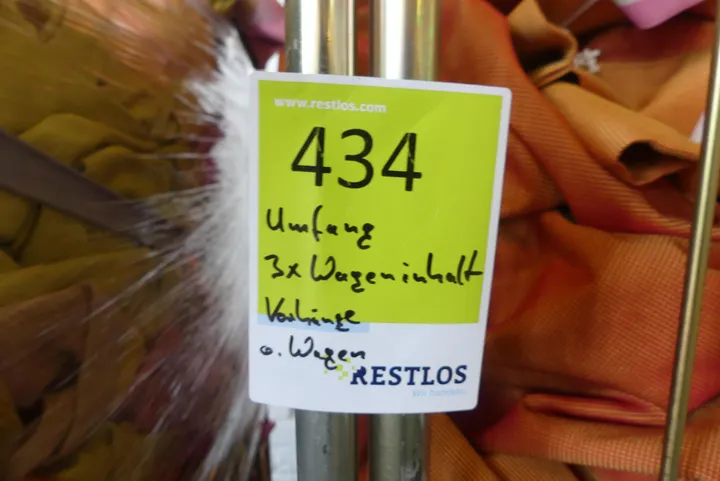 www.restlos.com
434
Umfang
3x Wageninhalt
Vorhänge
o. Wagen
RESTLOS